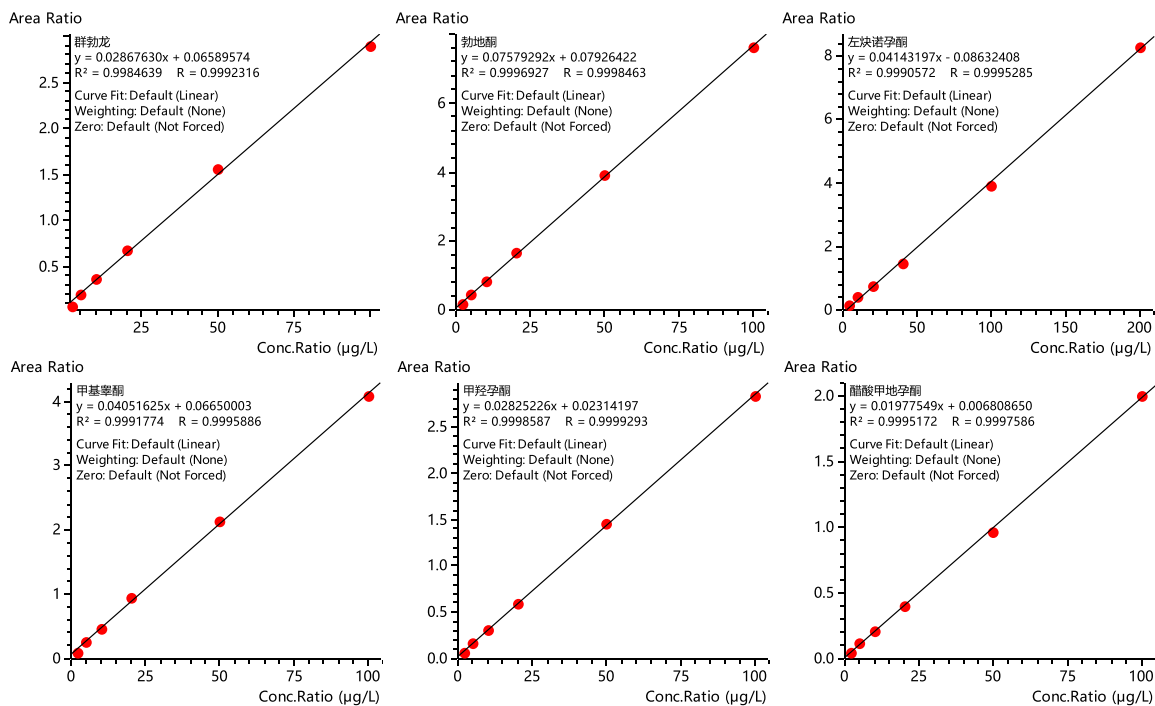 Area Ratio
群勃龙
y = 0.02867630x + 0.06589574
R² = 0.9984639 R = 0.9992316
Curve Fit: Default (Linear)
Weighting: Default (None)
Zero: Default (Not Forced)
2.5
2.0
1.5
1.0
0.5
25 50 75
Conc.Ratio (µg/L)
Area Ratio
勃地酮
y = 0.07579292x + 0.07926422
R² = 0.9996927 R = 0.9998463
Curve Fit: Default (Linear)
Weighting: Default (None)
Zero: Default (Not Forced)
6
4
2
0
0 25 50 75 100
Conc.Ratio (µg/L)
Area Ratio
左炔诺孕酮
y = 0.04143197x - 0.08632408
R² = 0.9990572 R = 0.9995285
Curve Fit: Default (Linear)
Weighting: Default (None)
Zero: Default (Not Forced)
8
6
4
2
0
0 50 100 150 200
Conc.Ratio (µg/L)
Area Ratio
甲基睾酮
y = 0.04051625x + 0.06650003
R² = 0.9991774 R = 0.9995886
Curve Fit: Default (Linear)
Weighting: Default (None)
Zero: Default (Not Forced)
4
3
2
1
0
0 25 50 75 100
Conc.Ratio (µg/L)
Area Ratio
甲羟孕酮
y = 0.02825226x + 0.02314197
R² = 0.9998587 R = 0.9999293
Curve Fit: Default (Linear)
Weighting: Default (None)
Zero: Default (Not Forced)
2.5
2.0
1.5
1.0
0.5
0.0
0 25 50 75 100
Conc.Ratio (µg/L)
Area Ratio
醋酸甲地孕酮
y = 0.01977549x + 0.006808650
R² = 0.9995172 R = 0.9997586
Curve Fit: Default (Linear)
Weighting: Default (None)
Zero: Default (Not Forced)
2.0
1.5
1.0
0.5
0.0
0 25 50 75 100
Conc.Ratio (µg/L)